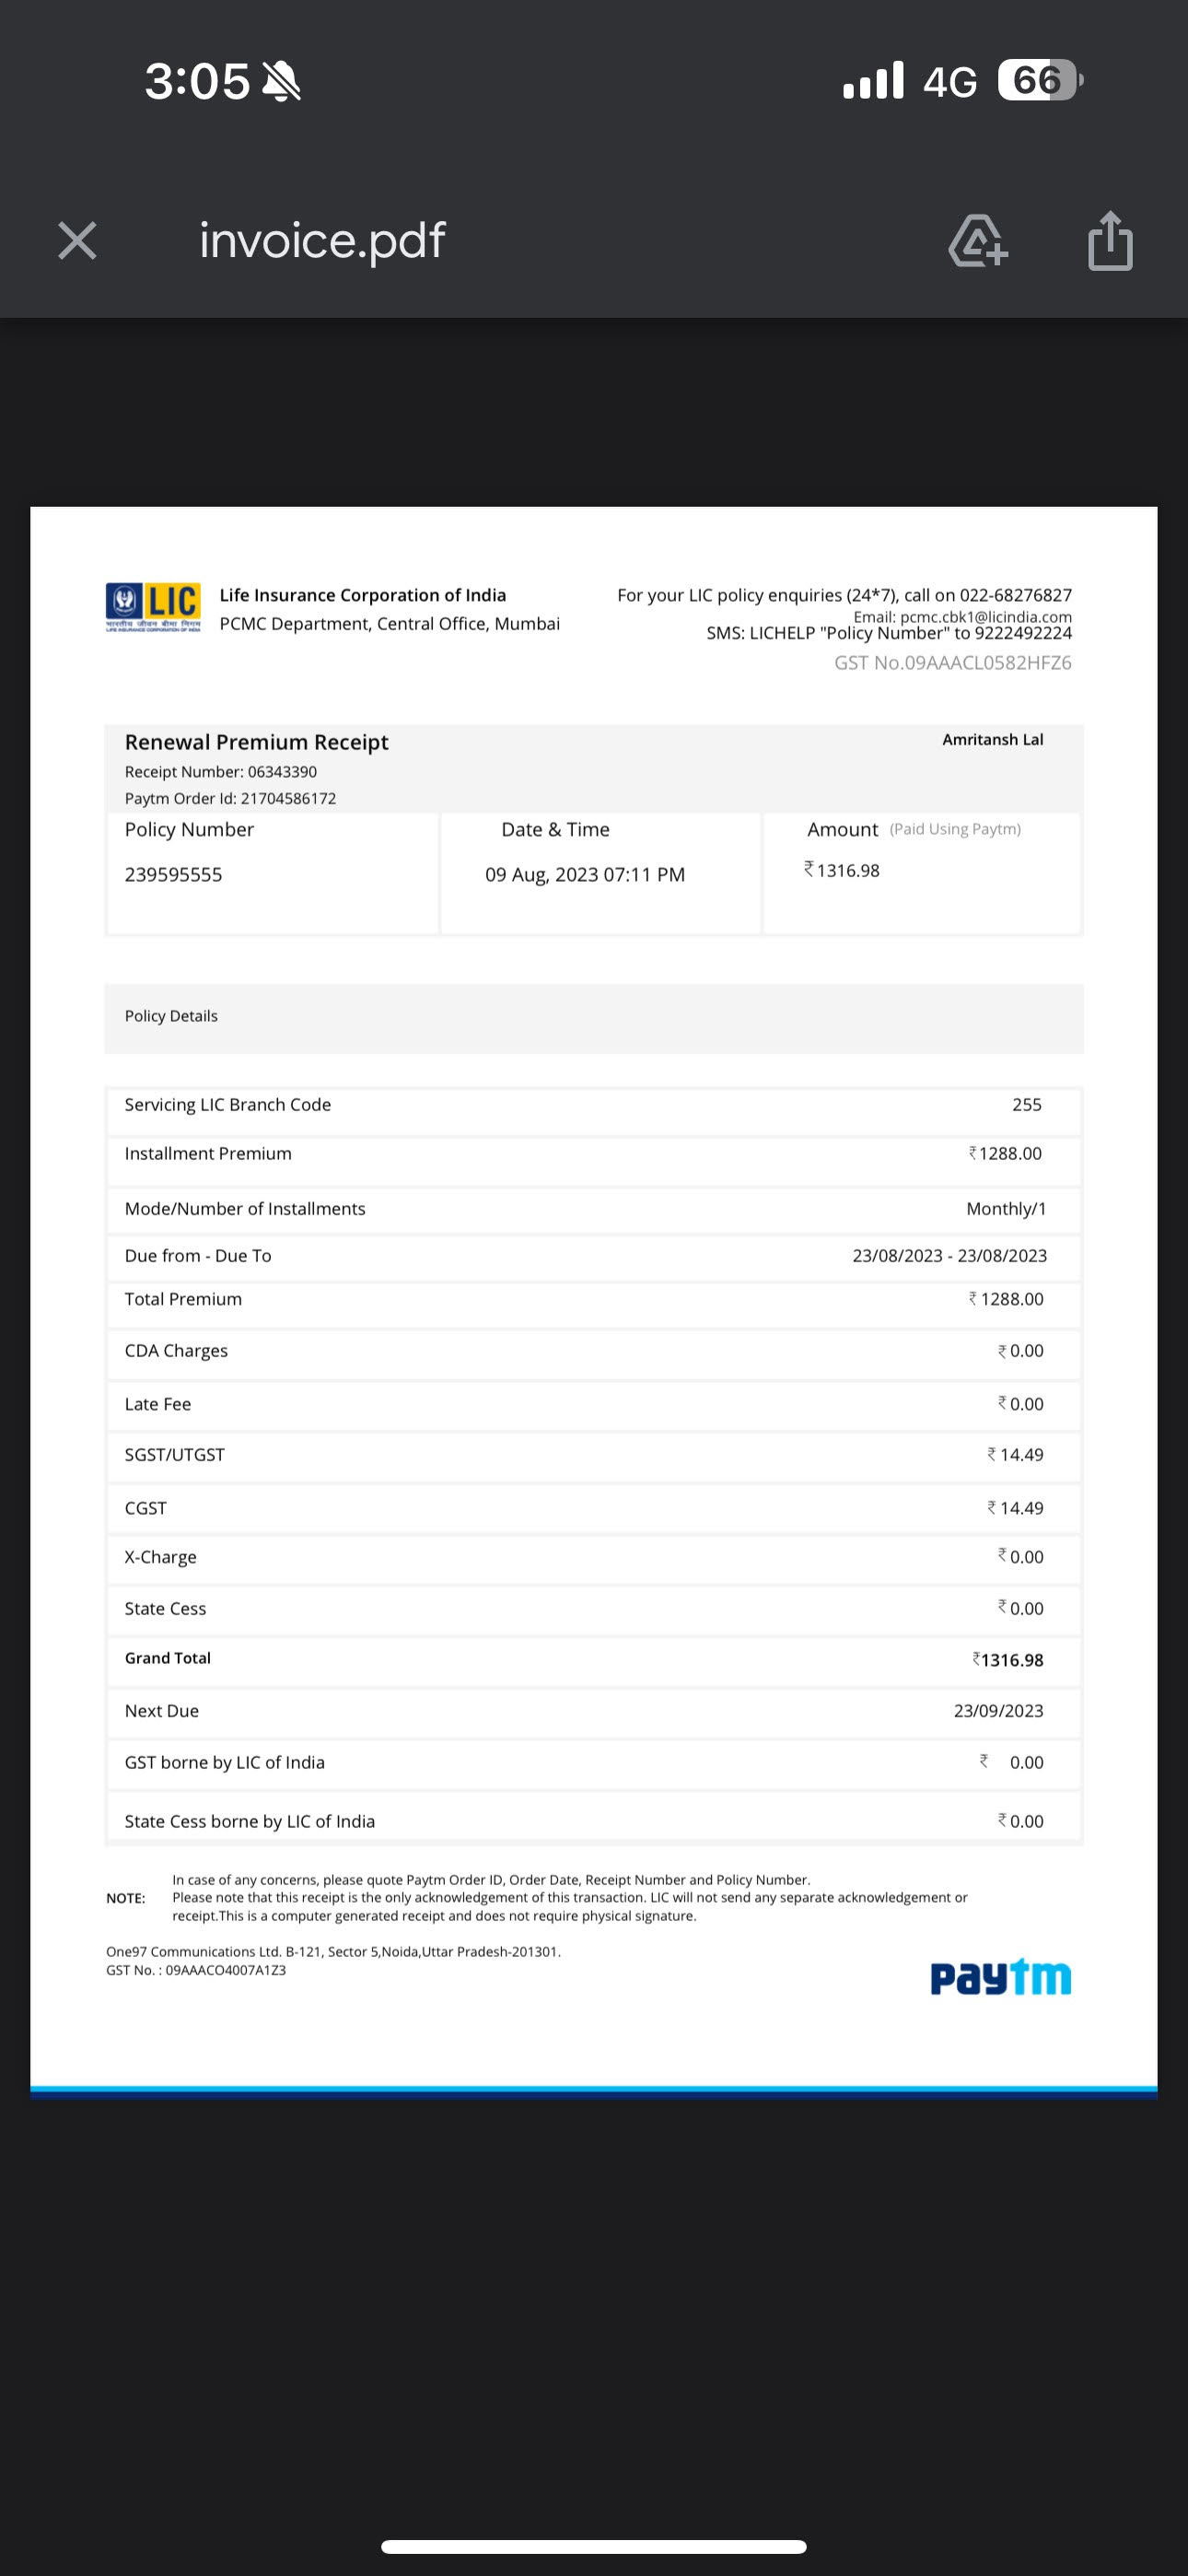 3:05
4G 66
invoice.pdf
LIC
भारतीय जीवन बीमा निगम
LIFE INSURANCE CORPORATION OF INDIA
Life Insurance Corporation of India
PCMC Department, Central Office, Mumbai
For your LIC policy enquiries (24*7), call on 022-68276827
Email: pcmc.cbk1@licindia.com
SMS: LICHELP "Policy Number" to 9222492224
GST No.09AAACL0582HFZ6
Renewal Premium Receipt
Amritansh Lal
Receipt Number: 06343390
Paytm Order Id: 21704586172
Policy Number Date & Time Amount (Paid Using Paytm)
239595555 09 Aug, 2023 07:11 PM ₹1316.98
Policy Details
Servicing LIC Branch Code 255
Installment Premium ₹1288.00
Mode/Number of Installments Monthly/1
Due from - Due To 23/08/2023 - 23/08/2023
Total Premium ₹ 1288.00
CDA Charges ₹ 0.00
Late Fee ₹ 0.00
SGST/UTGST ₹ 14.49
CGST ₹ 14.49
X-Charge ₹ 0.00
State Cess ₹ 0.00
Grand Total ₹1316.98
Next Due 23/09/2023
GST borne by LIC of India ₹ 0.00
State Cess borne by LIC of India ₹ 0.00
In case of any concerns, please quote Paytm Order ID, Order Date, Receipt Number and Policy Number.
NOTE: Please note that this receipt is the only acknowledgement of this transaction. LIC will not send any separate acknowledgement or
receipt.This is a computer generated receipt and does not require physical signature.
One97 Communications Ltd. B-121, Sector 5,Noida,Uttar Pradesh-201301.
GST No. : 09AAACO4007A1Z3
paytm